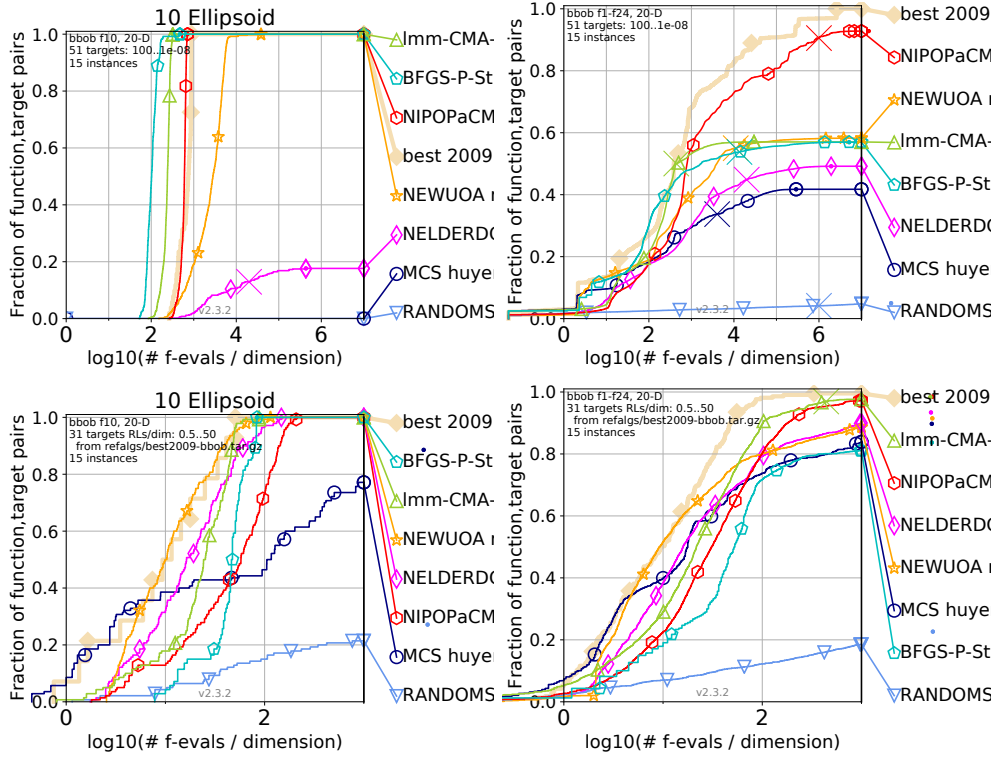 10 Ellipsoid
bbob f10, 20-D
51 targets: 100..1e-08
15 instances
Fraction of function,target pairs
1.0
0.8
0.6
0.4
0.2
0.0
v2.3.2
0 2 4 6
log10(# f-evals / dimension)
lmm-CMA-
BFGS-P-St
NIPOPaCM
best 2009
NEWUOA r
NELDERDO
MCS huye
RANDOMS
bbob f1-f24, 20-D
51 targets: 100..1e-08
15 instances
Fraction of function,target pairs
1.0
0.8
0.6
0.4
0.2
0.0
v2.3.2
0 2 4 6
log10(# f-evals / dimension)
best 2009
NIPOPaCM
NEWUOA r
lmm-CMA-
BFGS-P-St
NELDERDO
MCS huye
RANDOMS
10 Ellipsoid
bbob f10, 20-D
31 targets RLs/dim: 0.5..50
from refalgs/best2009-bbob.tar.gz
15 instances
Fraction of function,target pairs
1.0
0.8
0.6
0.4
0.2
0.0
v2.3.2
0 2
log10(# f-evals / dimension)
best 2009
BFGS-P-St
lmm-CMA-
NEWUOA r
NELDERDO
NIPOPaCM
MCS huye
RANDOMS
bbob f1-f24, 20-D
31 targets RLs/dim: 0.5..50
from refalgs/best2009-bbob.tar.gz
15 instances
Fraction of function,target pairs
1.0
0.8
0.6
0.4
0.2
0.0
v2.3.2
0 2
log10(# f-evals / dimension)
best 2009
lmm-CMA-
NIPOPaCM
NELDERDO
NEWUOA r
MCS huye
BFGS-P-St
RANDOMS